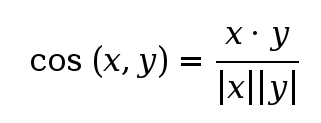 cos (x, y) = x · y / |x||y|